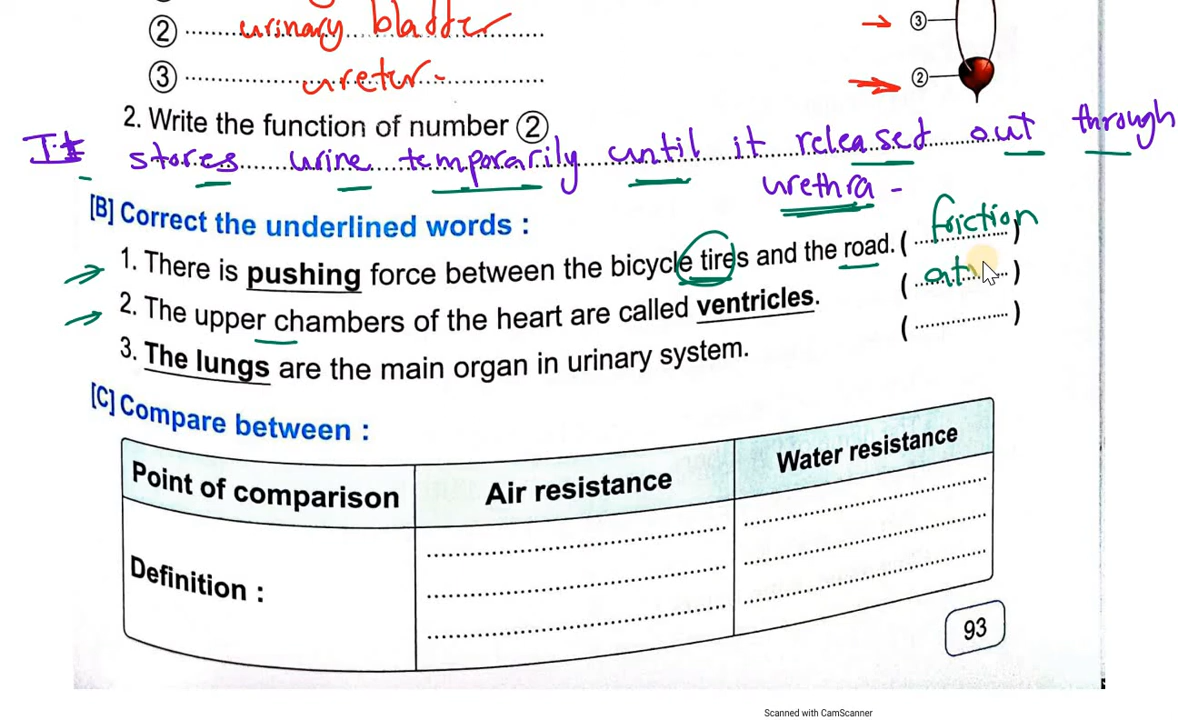 ② urinary bladder
③ uretur
③
②
2. Write the function of number ②
It stores urine temporarily until it released out through
urethra
[B] Correct the underlined words :
1. There is pushing force between the bicycle tires and the road. (friction)
2. The upper chambers of the heart are called ventricles. (.....)
3. The lungs are the main organ in urinary system. (.....)
[C] Compare between :
Point of comparison Air resistance Water resistance
Definition :
93
Scanned with CamScanner